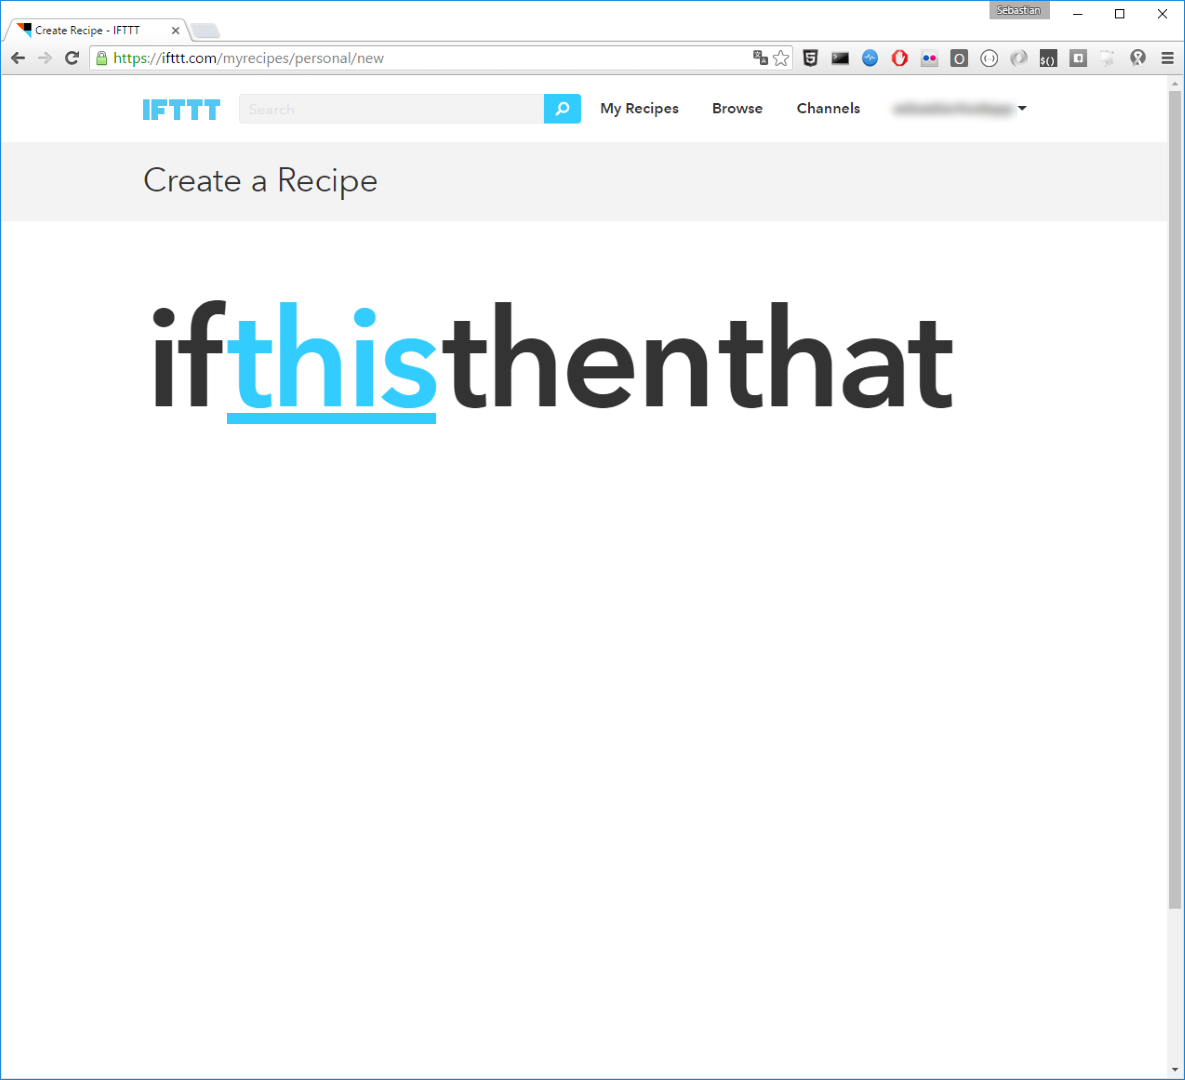 Sebastian
Create Recipe - IFTTT
https://ifttt.com/myrecipes/personal/new
IFTTT
Search
My Recipes
Browse
Channels
Create a Recipe
ifthisthenthat